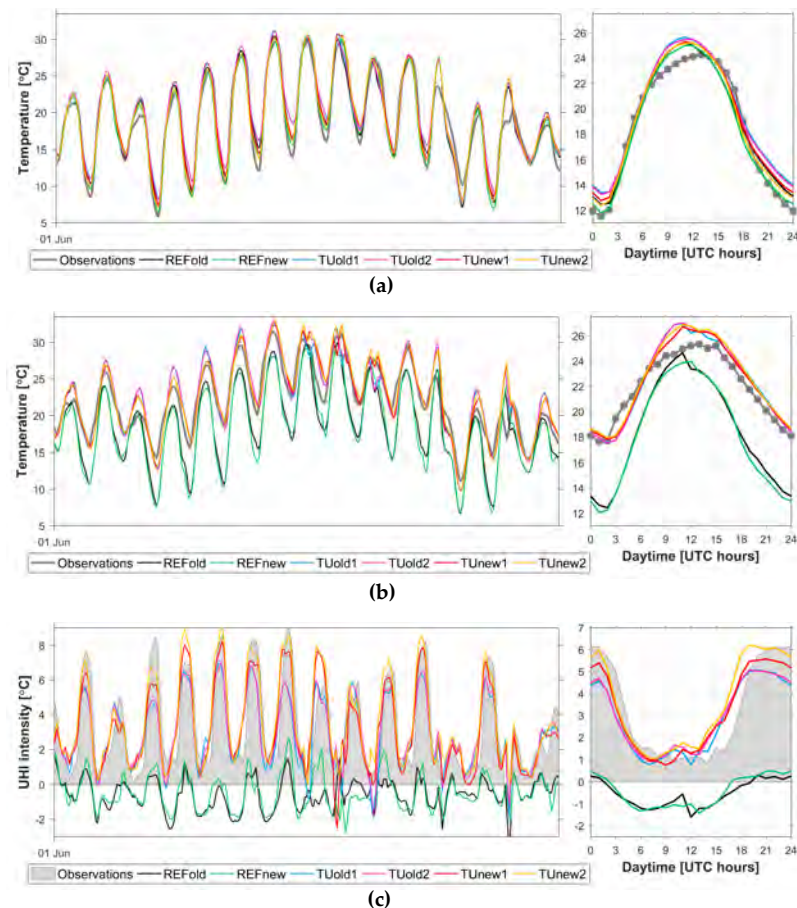 30
25
20
15
10
5
Temperature [°C]
01 Jun
26
24
22
20
18
16
14
12
0 3 6 9 12 15 18 21 24
Daytime [UTC hours]
Observations REFold REFnew TUold1 TUold2 TUnew1 TUnew2
(a)
30
25
20
15
10
5
Temperature [°C]
01 Jun
26
24
22
20
18
16
14
12
0 3 6 9 12 15 18 21 24
Daytime [UTC hours]
Observations REFold REFnew TUold1 TUold2 TUnew1 TUnew2
(b)
8
6
4
2
0
-2
UHI intensity [°C]
01 Jun
7
6
5
4
3
2
1
0
-1
-2
0 3 6 9 12 15 18 21 24
Daytime [UTC hours]
Observations REFold REFnew TUold1 TUold2 TUnew1 TUnew2
(c)